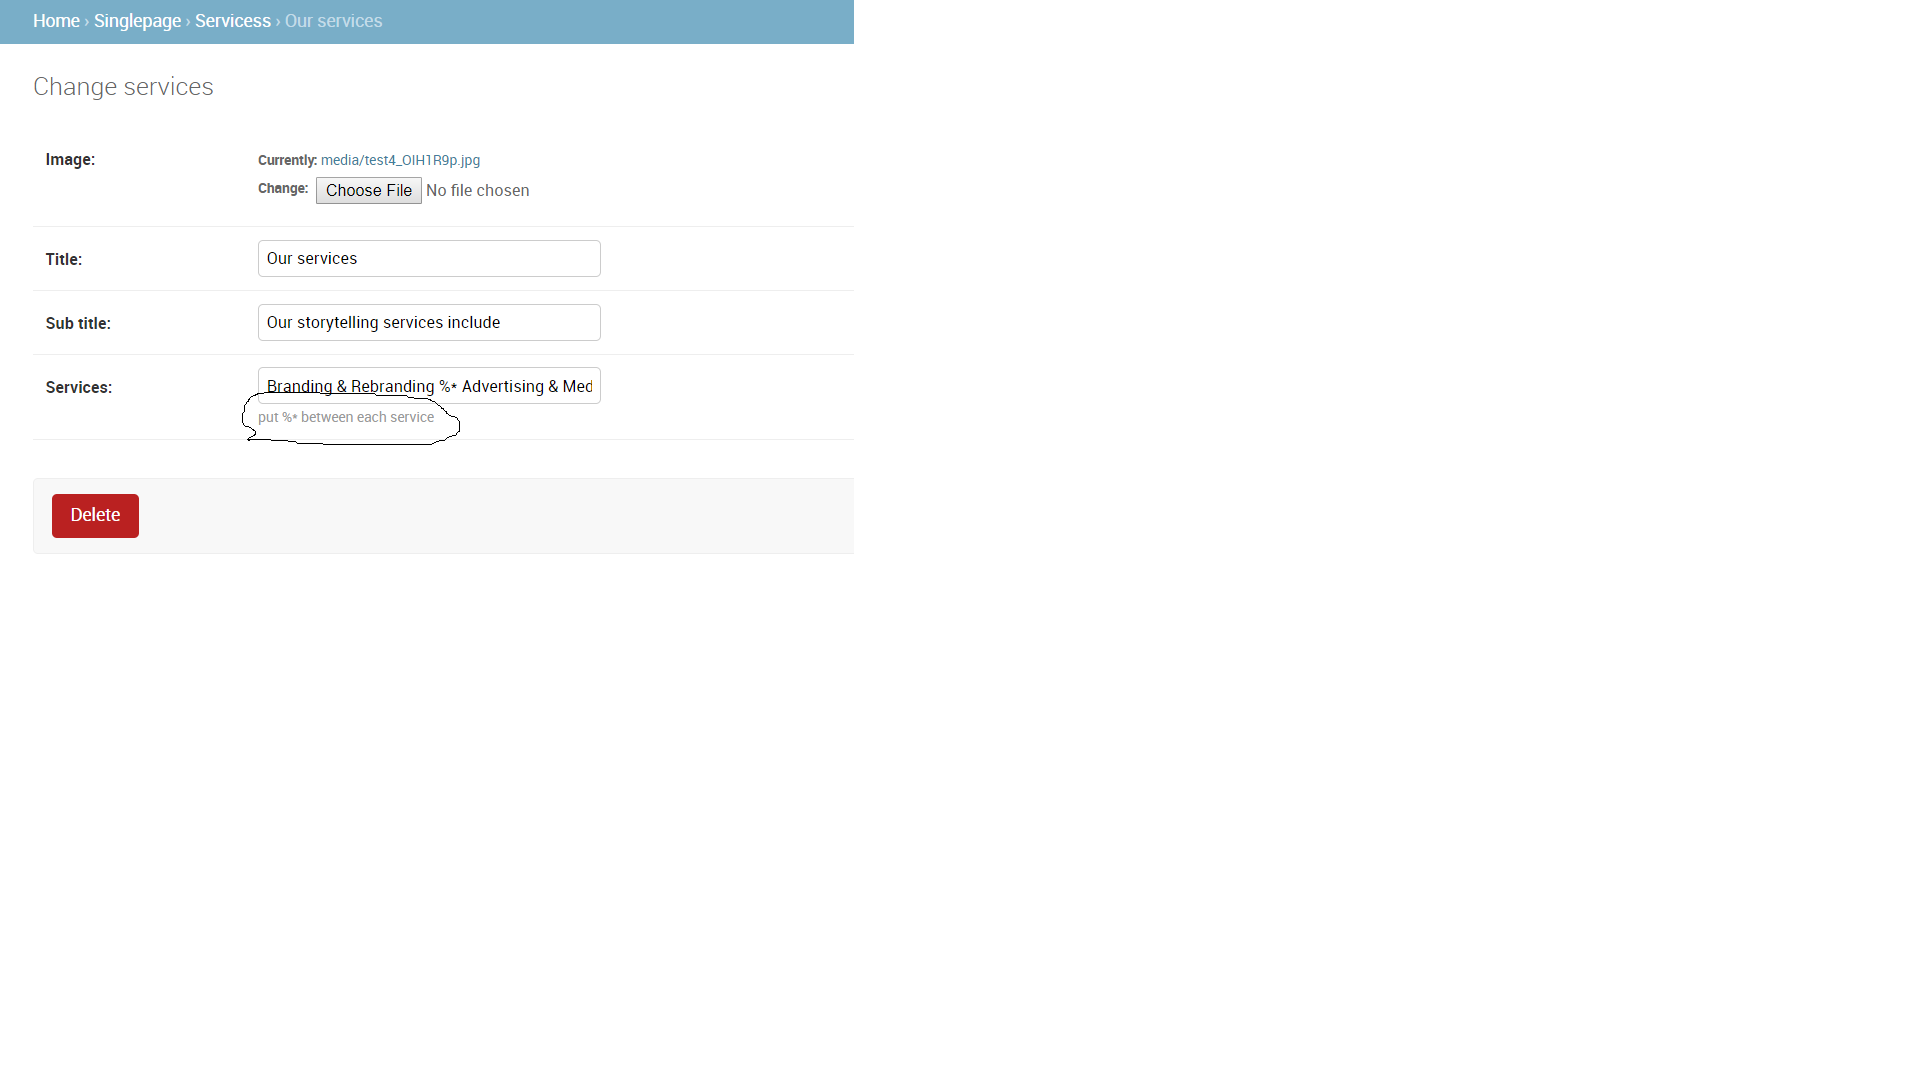 Home › Singlepage › Servicess › Our services
Change services
Image:
Currently: media/test4_OIH1R9p.jpg
Change: Choose File No file chosen
Title: Our services
Sub title: Our storytelling services include
Services: Branding & Rebranding %* Advertising & Med
put %* between each service
Delete